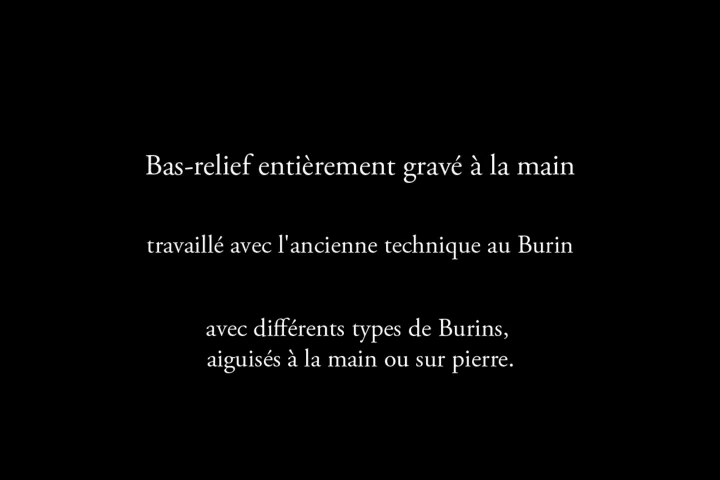 Bas-relief entièrement gravé à la main
travaillé avec l'ancienne technique au Burin
avec différents types de Burins,
aiguisés à la main ou sur pierre.